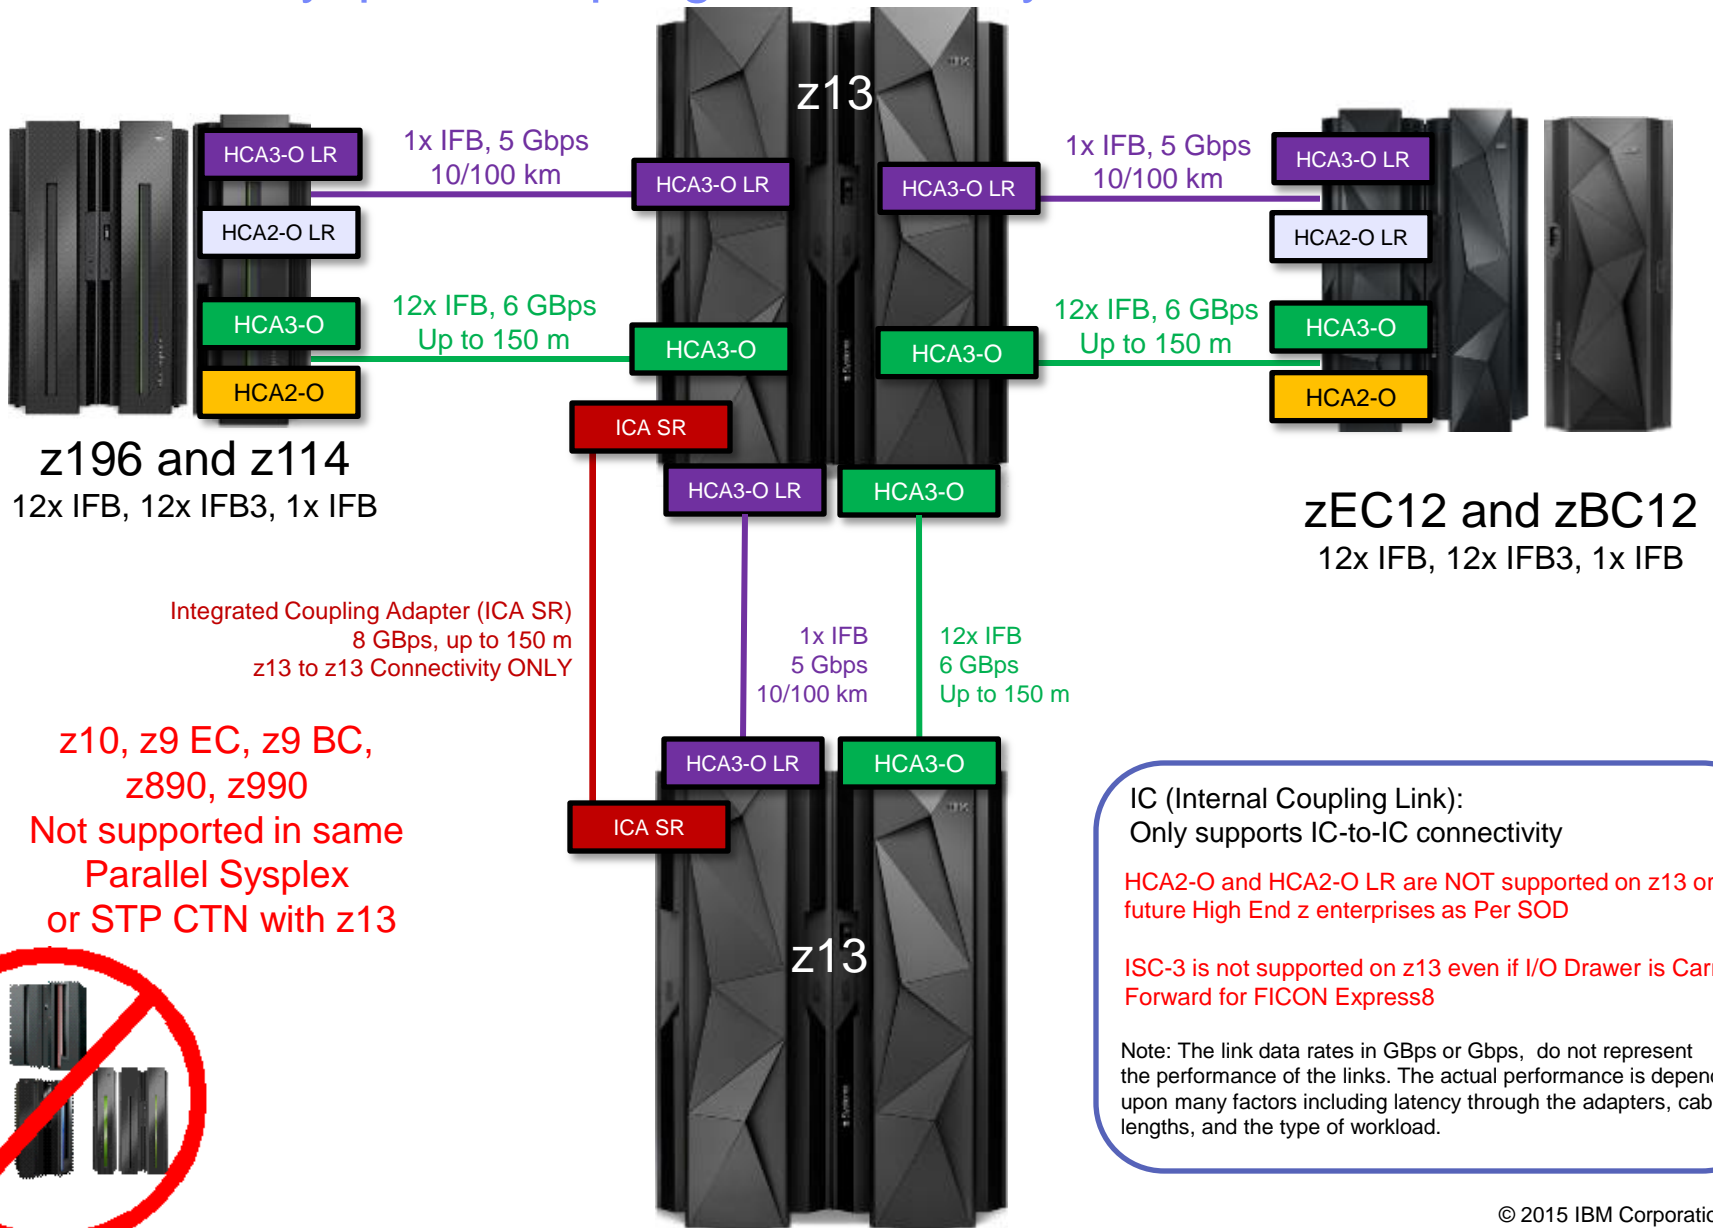 z13
HCA3-O LR
1x IFB, 5 Gbps
10/100 km
HCA3-O LR
HCA2-O LR
HCA3-O
12x IFB, 6 GBps
Up to 150 m
HCA3-O
HCA2-O
z196 and z114
12x IFB, 12x IFB3, 1x IFB
HCA3-O LR
1x IFB, 5 Gbps
10/100 km
HCA3-O LR
HCA2-O LR
HCA3-O
12x IFB, 6 GBps
Up to 150 m
HCA3-O
HCA2-O
zEC12 and zBC12
12x IFB, 12x IFB3, 1x IFB
ICA SR
HCA3-O LR
HCA3-O
Integrated Coupling Adapter (ICA SR)
8 GBps, up to 150 m
z13 to z13 Connectivity ONLY
1x IFB
5 Gbps
10/100 km
12x IFB
6 GBps
Up to 150 m
HCA3-O LR
HCA3-O
ICA SR
z13
z10, z9 EC, z9 BC,
z890, z990
Not supported in same
Parallel Sysplex
or STP CTN with z13
IC (Internal Coupling Link):
Only supports IC-to-IC connectivity
HCA2-O and HCA2-O LR are NOT supported on z13 or
future High End z enterprises as Per SOD
ISC-3 is not supported on z13 even if I/O Drawer is
Forward for FICON Express8
Note: The link data rates in GBps or Gbps, do not represent
the performance of the links. The actual performance is
upon many factors including latency through the adapters,
lengths, and the type of workload.
© 2015 IBM